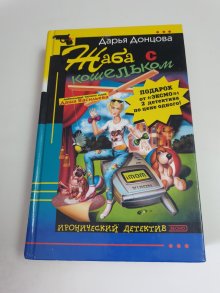 Дарья Донцова
Жаба с
кошельком
ПОДАРОК
от «ЭКСМО»:
2 детектива
по цене одного!
ИРОНИЧЕСКИЙ ДЕТЕКТИВ